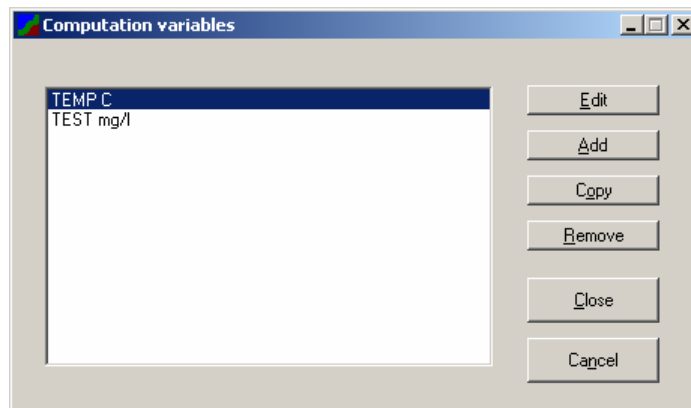 Computation variables
TEMP C
TEST mg/l
Edit
Add
Copy
Remove
Close
Cancel